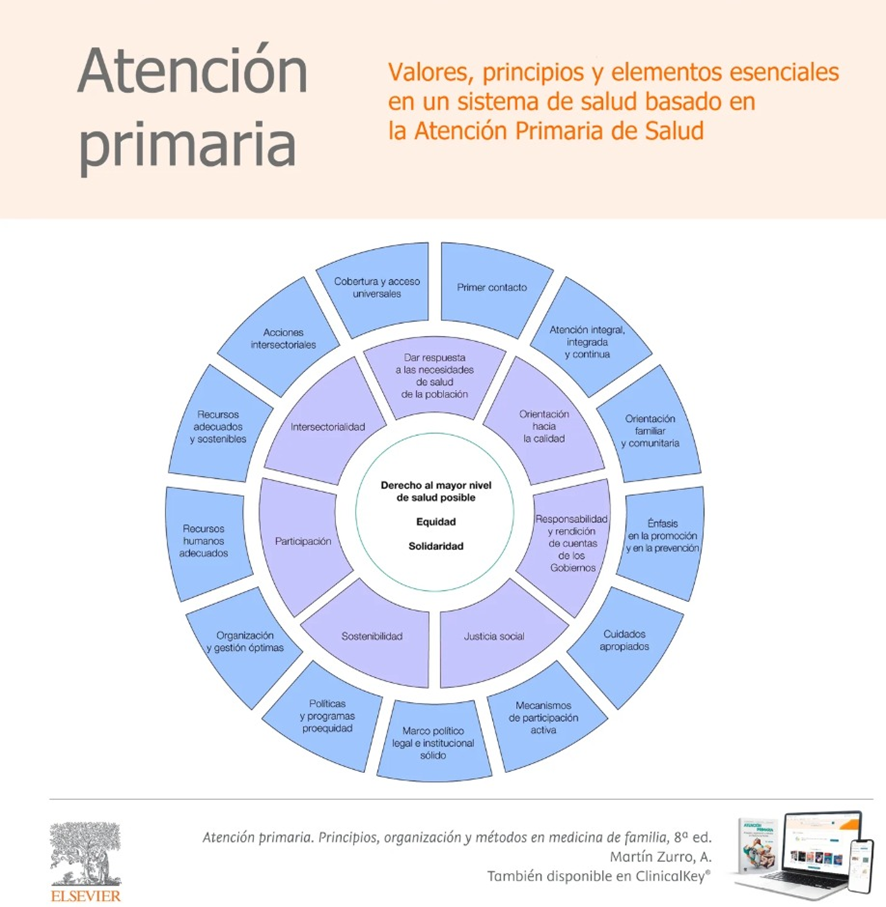 Atención
primaria
Valores, principios y elementos esenciales
en un sistema de salud basado en
la Atención Primaria de Salud
Cobertura y acceso
universales
Primer contacto
Atención integral,
integrada
y continua
Orientación
familiar
y comunitaria
Énfasis
en la promoción
y en la prevención
Cuidados
apropiados
Mecanismos
de participación
activa
Marco político
legal e institucional
sólido
Políticas
y programas
proequidad
Organización
y gestión óptimas
Recursos
humanos
adecuados
Recursos
adecuados
y sostenibles
Acciones
intersectoriales
Dar respuesta
a las necesidades
de salud
de la población
Orientación
hacia
la calidad
Responsabilidad
y rendición
de cuentas
de los
Gobiernos
Justicia social
Sostenibilidad
Participación
Intersectorialidad
Derecho al mayor nivel
de salud posible
Equidad
Solidaridad
ELSEVIER
Atención primaria. Principios, organización y métodos en medicina de familia, 8ª ed.
Martín Zurro, A.
También disponible en ClinicalKey®